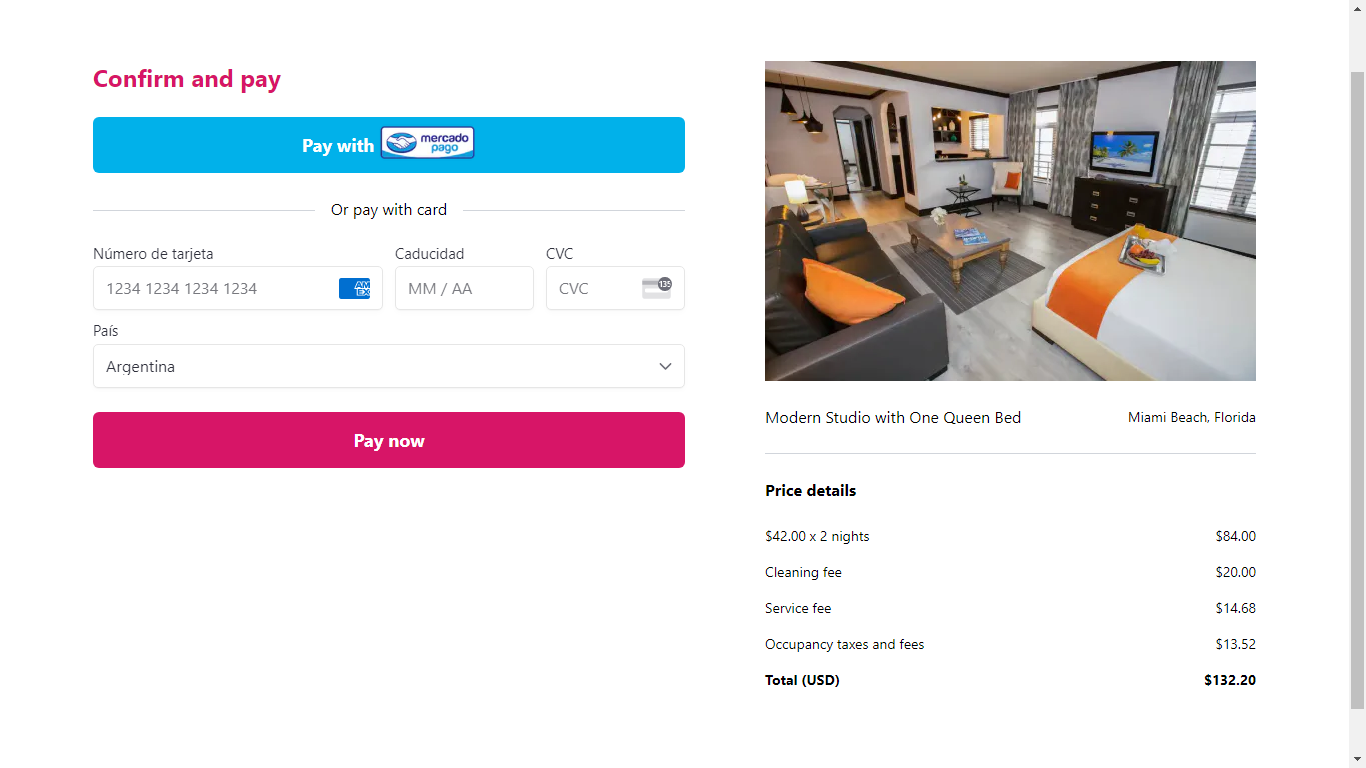 Confirm and pay
Pay with mercado pago
Or pay with card
Número de tarjeta
Caducidad
CVC
1234 1234 1234 1234
AM EX
MM / AA
CVC
135
País
Argentina
Pay now
Modern Studio with One Queen Bed
Miami Beach, Florida
Price details
$42.00 x 2 nights
$84.00
Cleaning fee
$20.00
Service fee
$14.68
Occupancy taxes and fees
$13.52
Total (USD)
$132.20